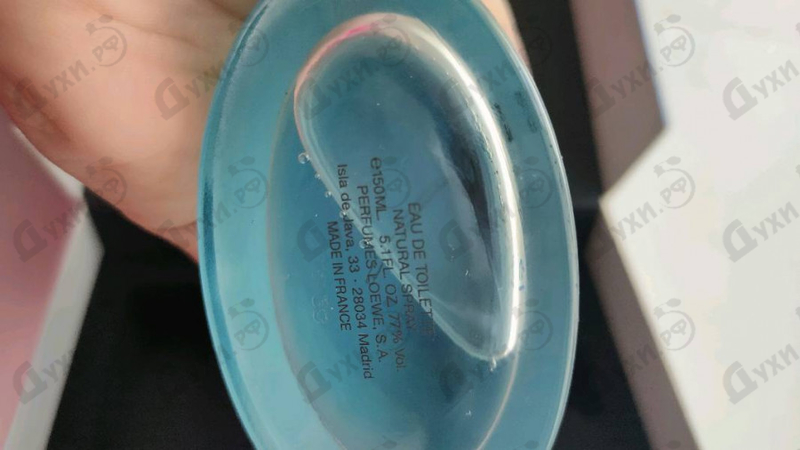 EAU DE TOILETTE
NATURAL SPRAY
℮150ML. 5.1FL. OZ. 77% Vol.
PERFUMES LOEWE, S.A.
Isla de Java, 33 - 28034 Madrid
MADE IN FRANCE
Духи.рф